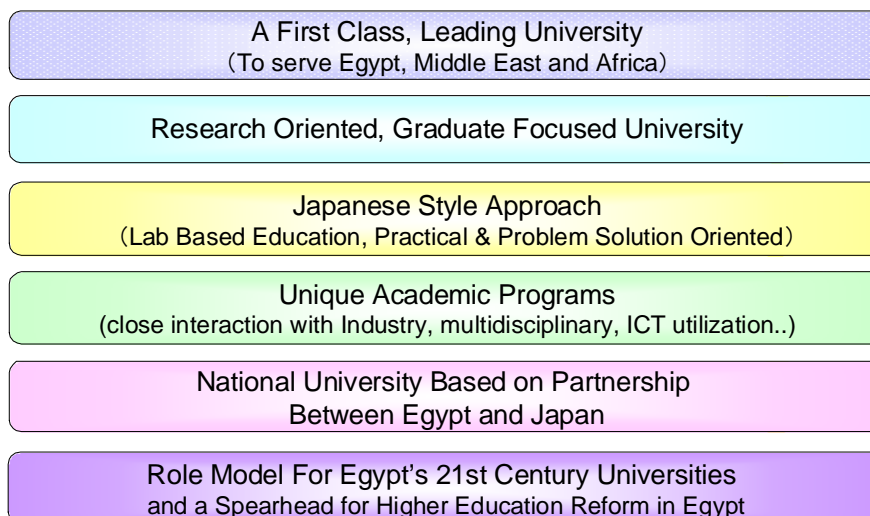 A First Class, Leading University
（To serve Egypt, Middle East and Africa）
Research Oriented, Graduate Focused University
Japanese Style Approach
（Lab Based Education, Practical & Problem Solution Oriented）
Unique Academic Programs
(close interaction with Industry, multidisciplinary, ICT utilization..)
National University Based on Partnership
Between Egypt and Japan
Role Model For Egypt’s 21st Century Universities
and a Spearhead for Higher Education Reform in Egypt